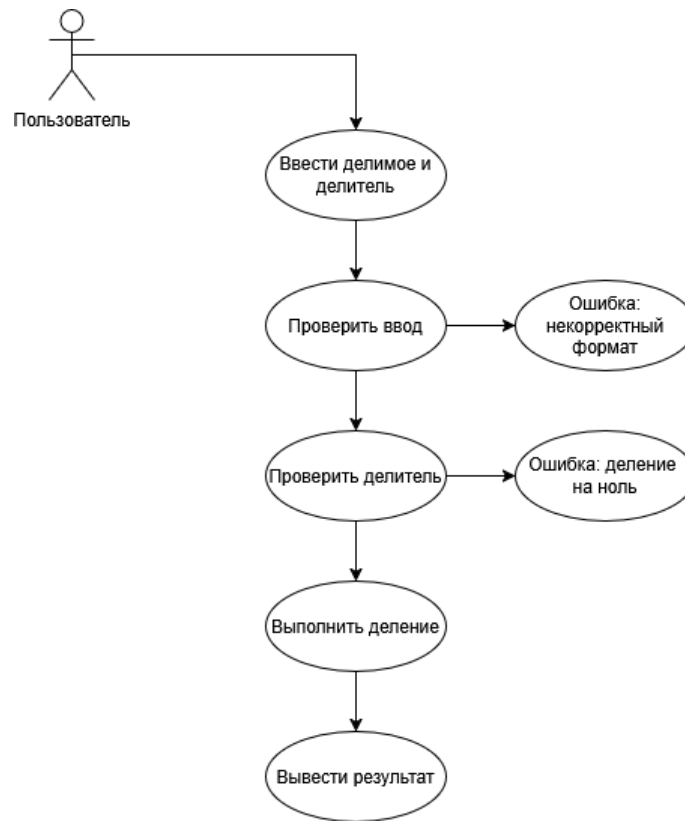 Пользователь
Ввести делимое и
делитель
Проверить ввод
Ошибка:
некорректный
формат
Проверить делитель
Ошибка: деление
на ноль
Выполнить деление
Вывести результат